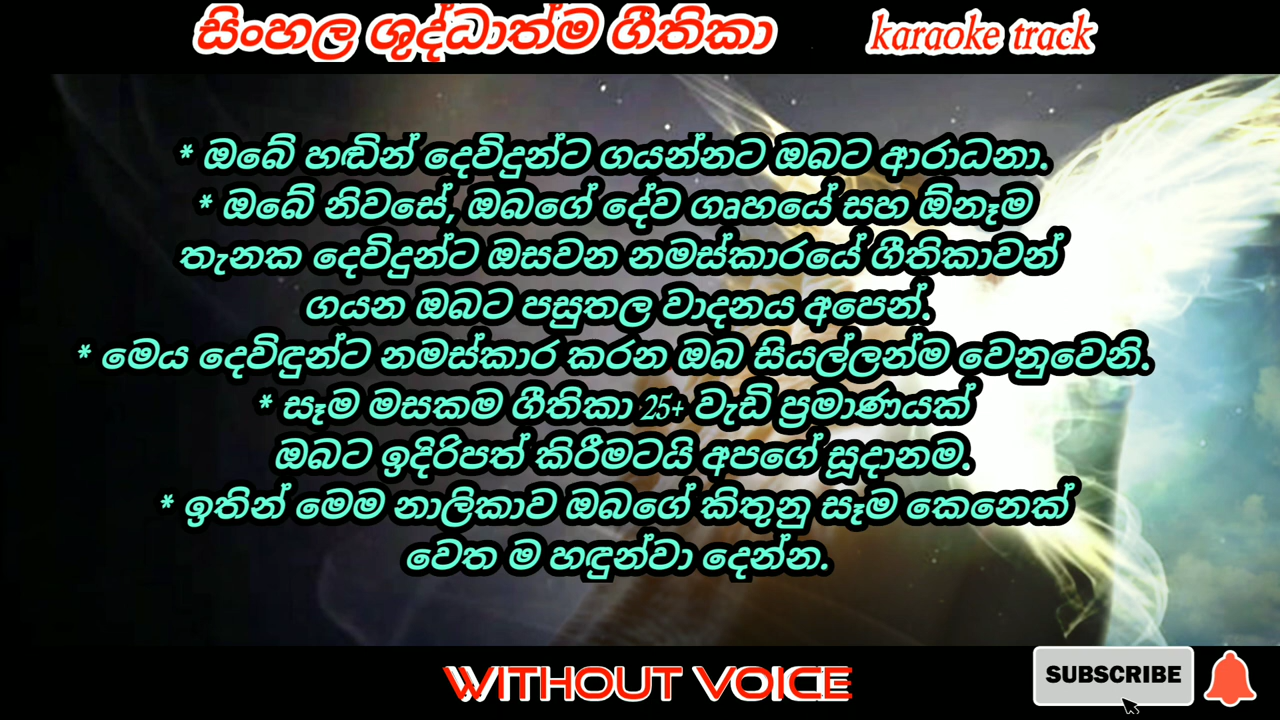 සිංහල ශුද්ධාත්ම ගීතිකා karaoke track
* ඔබේ හඬින් දෙවිදුන්ට ගයන්නට ඔබට ආරාධනා.
* ඔබේ නිවසේ, ඔබගේ දේව ගෘහයේ සහ ඕනෑම
තැනක දෙවිදුන්ට ඔසවන නමස්කාරයේ ගීතිකාවන්
ගයන ඔබට පසුතල වාදනය අපෙන්.
* මෙය දෙවිඳුන්ට නමස්කාර කරන ඔබ සියල්ලන්ම වෙනුවෙනි.
* සෑම මසකම ගීතිකා 25+ වැඩි ප්‍රමාණයක්
ඔබට ඉදිරිපත් කිරීමටයි අපගේ සූදානම.
* ඉතින් මෙම නාලිකාව ඔබගේ කිතුනු සෑම කෙනෙක්
වෙත ම හඳුන්වා දෙන්න.
WITHOUT VOICE
SUBSCRIBE